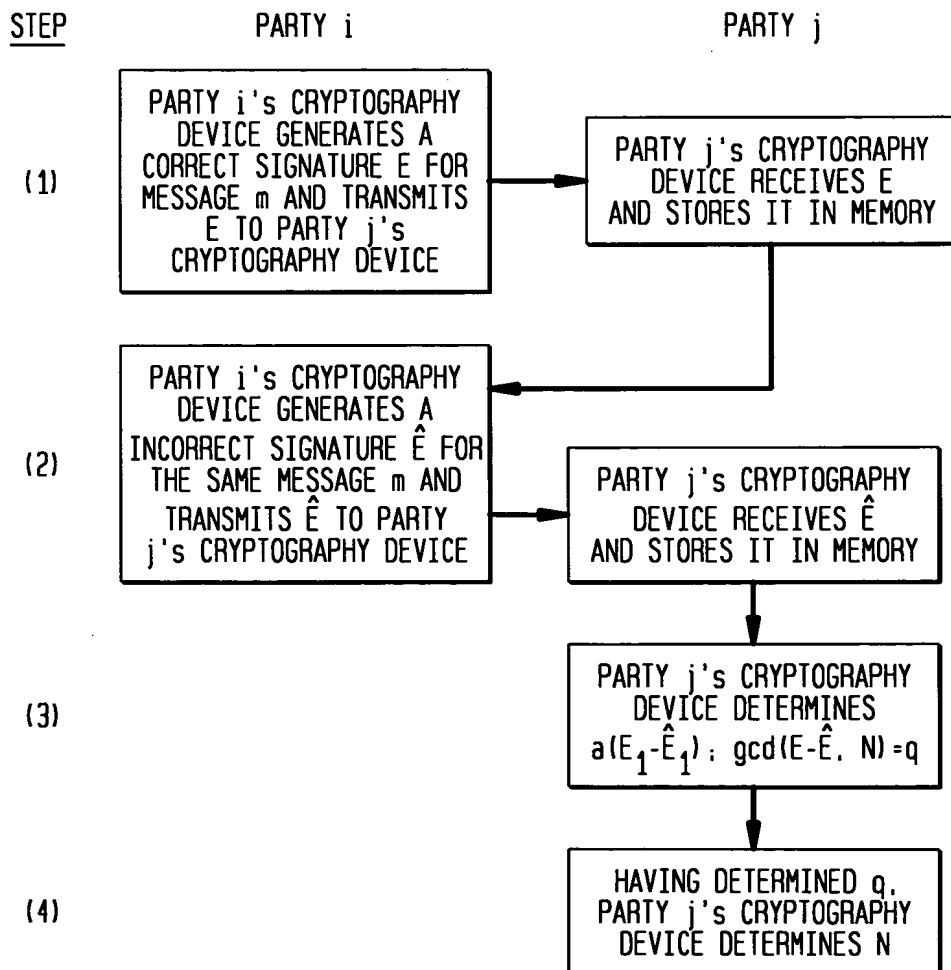 STEP
PARTY i
PARTY j
(1)
PARTY i's CRYPTOGRAPHY
DEVICE GENERATES A
CORRECT SIGNATURE E FOR
MESSAGE m AND TRANSMITS
E TO PARTY j's
CRYPTOGRAPHY DEVICE
PARTY j's CRYPTOGRAPHY
DEVICE RECEIVES E
AND STORES IT IN MEMORY
(2)
PARTY i's CRYPTOGRAPHY
DEVICE GENERATES A
INCORRECT SIGNATURE Ê FOR
THE SAME MESSAGE m AND
TRANSMITS Ê TO PARTY
j's CRYPTOGRAPHY DEVICE
PARTY j's CRYPTOGRAPHY
DEVICE RECEIVES Ê
AND STORES IT IN MEMORY
(3)
PARTY j's CRYPTOGRAPHY
DEVICE DETERMINES
a(E₁-Ê₁); gcd(E-Ê, N)=q
(4)
HAVING DETERMINED q,
PARTY j's CRYPTOGRAPHY
DEVICE DETERMINES N